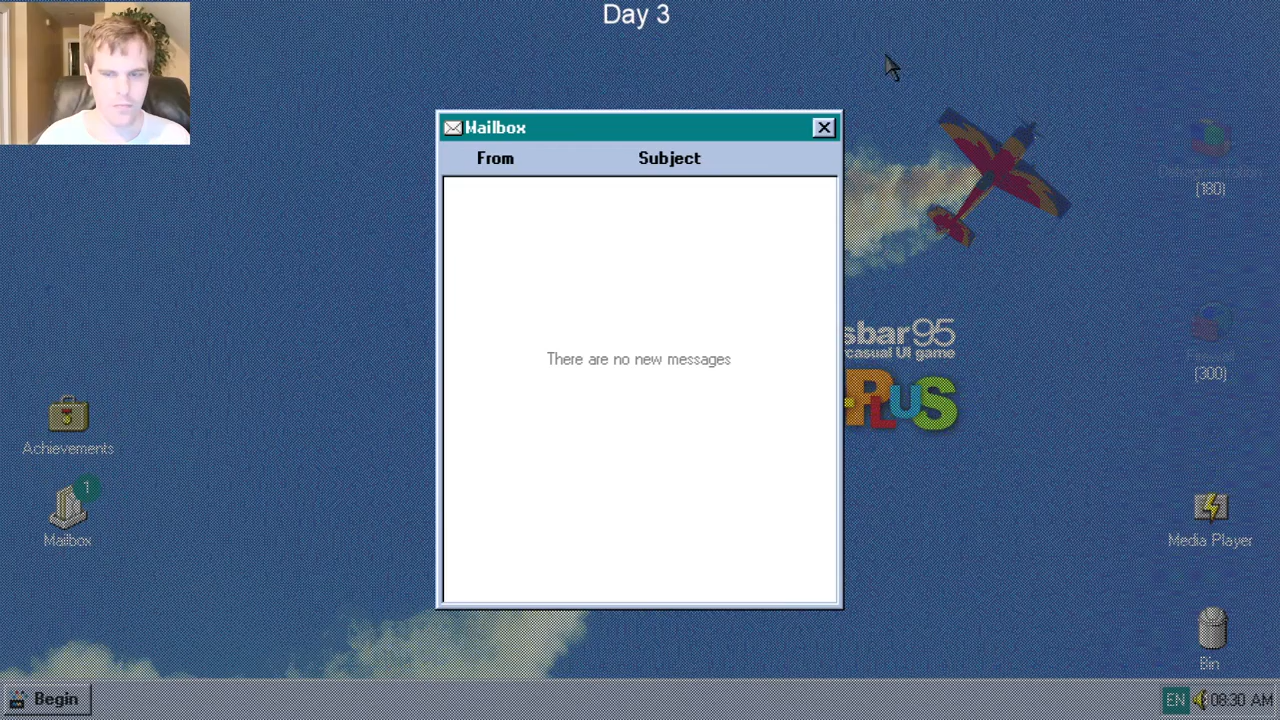 Day 3
Mailbox
From Subject
There are no new messages
(180)
sbar95
casual UI game
PLUS
Firewall
(300)
Achievements
1
Mailbox
Media Player
Bin
Begin
EN 08:30 AM